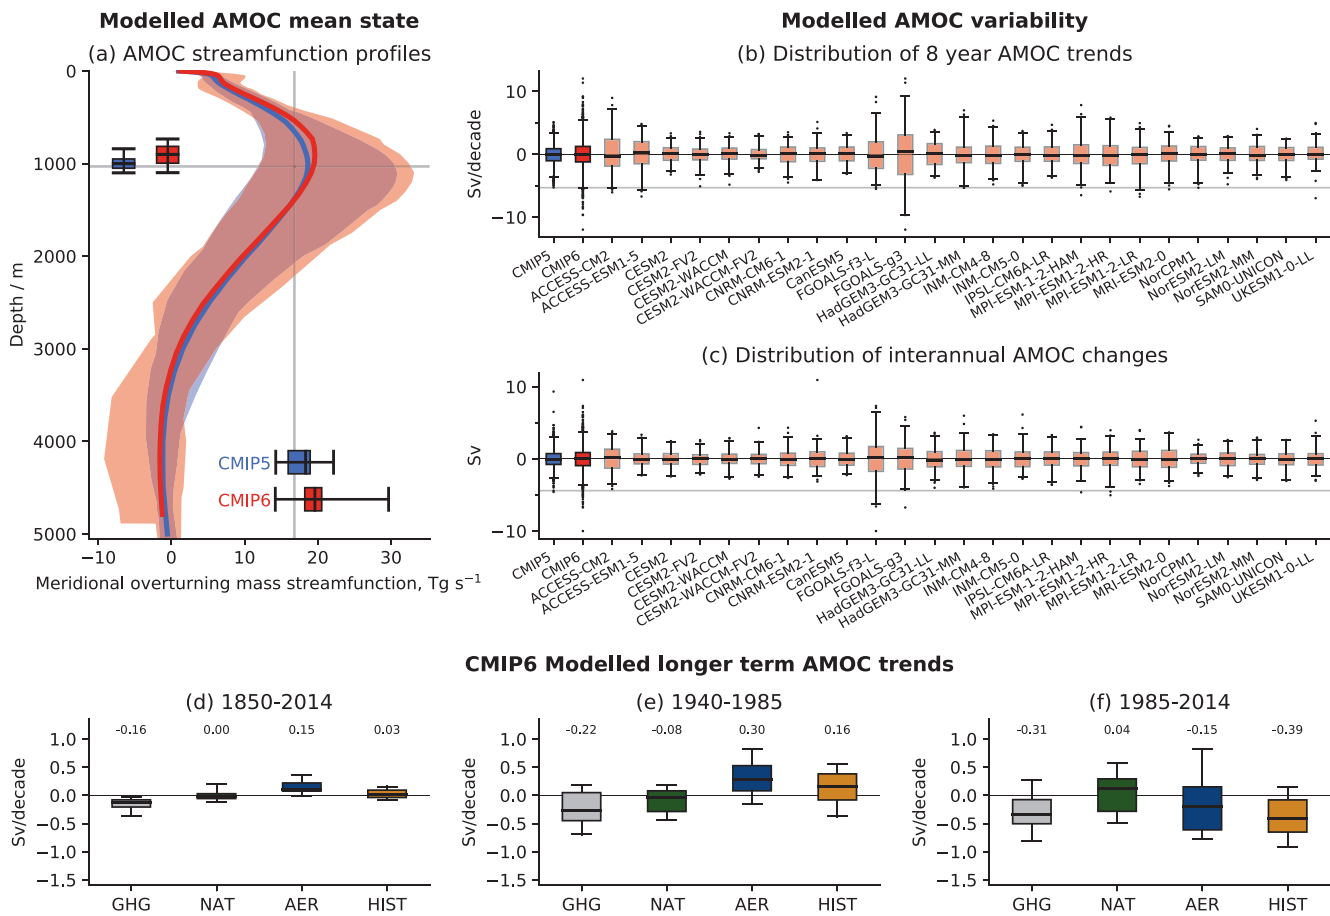 Modelled AMOC mean state
(a) AMOC streamfunction profiles
0
1000
2000
3000
4000
5000
Depth / m
CMIP5
CMIP6
−10
0
10
20
30
Meridional overturning mass streamfunction, Tg s−1
Modelled AMOC variability
(b) Distribution of 8 year AMOC trends
10
0
−10
Sv/decade
CMIP5
CMIP6
ACCESS-CM2
ACCESS-ESM1-5
CESM2
CESM2-FV2
CESM2-WACCM
CESM2-WACCM-FV2
CNRM-CM6-1
CNRM-ESM2-1
CanESM5
FGOALS-f3-L
FGOALS-g3
HadGEM3-GC31-LL
HadGEM3-GC31-MM
INM-CM4-8
INM-CM5-0
IPSL-CM6A-LR
MPI-ESM-1-2-HAM
MPI-ESM1-2-HR
MPI-ESM1-2-LR
MRI-ESM2-0
NorCPM1
NorESM2-LM
NorESM2-MM
SAM0-UNICON
UKESM1-0-LL
(c) Distribution of interannual AMOC changes
10
0
−10
Sv
CMIP5
CMIP6
ACCESS-CM2
ACCESS-ESM1-5
CESM2
CESM2-FV2
CESM2-WACCM
CESM2-WACCM-FV2
CNRM-CM6-1
CNRM-ESM2-1
CanESM5
FGOALS-f3-L
FGOALS-g3
HadGEM3-GC31-LL
HadGEM3-GC31-MM
INM-CM4-8
INM-CM5-0
IPSL-CM6A-LR
MPI-ESM-1-2-HAM
MPI-ESM1-2-HR
MPI-ESM1-2-LR
MRI-ESM2-0
NorCPM1
NorESM2-LM
NorESM2-MM
SAM0-UNICON
UKESM1-0-LL
CMIP6 Modelled longer term AMOC trends
(d) 1850-2014
-0.16 0.00 0.15 0.03
1.0
0.5
0.0
−0.5
−1.0
−1.5
Sv/decade
GHG NAT AER HIST
(e) 1940-1985
-0.22 -0.08 0.30 0.16
1.0
0.5
0.0
−0.5
−1.0
−1.5
Sv/decade
GHG NAT AER HIST
(f) 1985-2014
-0.31 0.04 -0.15 -0.39
1.0
0.5
0.0
−0.5
−1.0
−1.5
Sv/decade
GHG NAT AER HIST